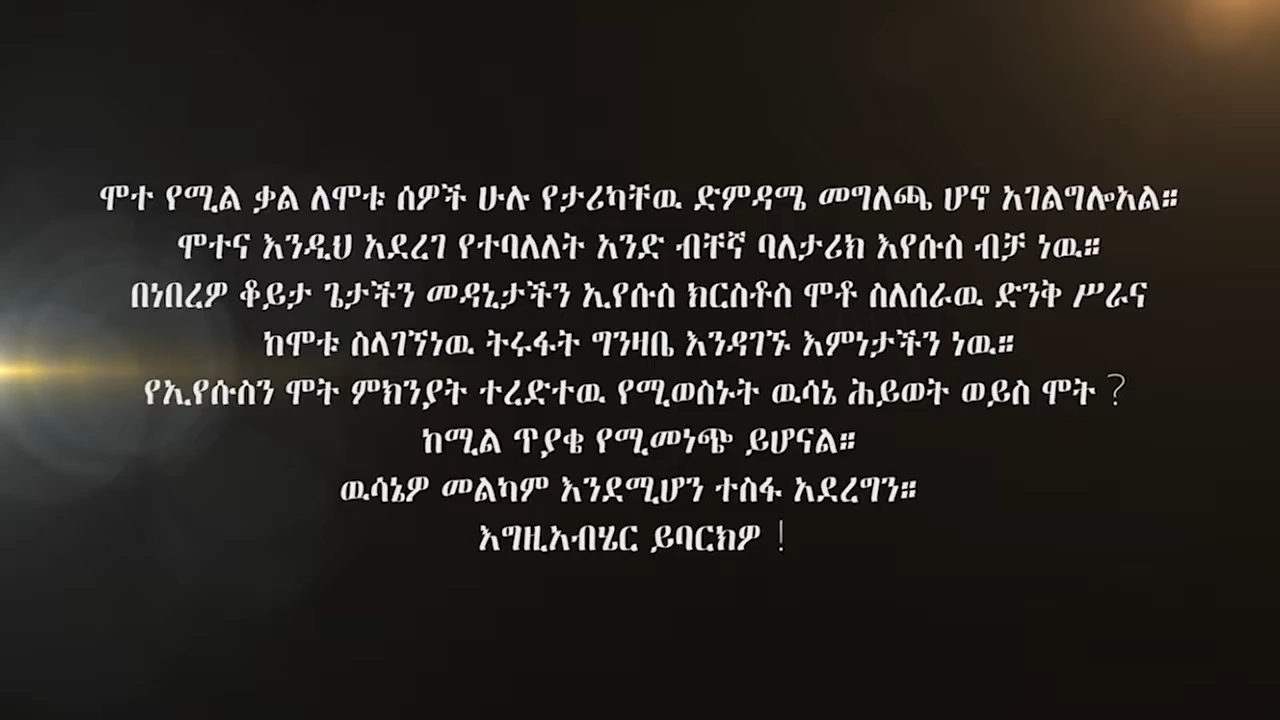 ሞተ የሚል ቃል ለሞቱ ሰዎች ሁሉ የታሪካቸዉ ድምዳሜ መግለጫ ሆኖ አገልግሎአል።
ሞተና እንዲህ አደረገ የተባለለት አንድ ብቸኛ ባለታሪክ እየሱስ ብቻ ነዉ።
በነበረዎ ቆይታ ጌታችን መዳኒታችን ኢየሱስ ክርስቶስ ሞቶ ስለሰራዉ ድንቅ ሥራና
ከሞቱ ስላገኘነዉ ትሩፋት ግንዛቤ እንዳገኙ እምነታችን ነዉ።
የኢየሱስን ሞት ምክንያት ተረድተዉ የሚወስኑት ዉሳኔ ሕይወት ወይስ ሞት ?
ከሚል ጥያቄ የሚመነጭ ይሆናል።
ዉሳኔዎ መልካም እንደሚሆን ተስፋ አደረግን።
እግዚአብሄር ይባርክዎ !